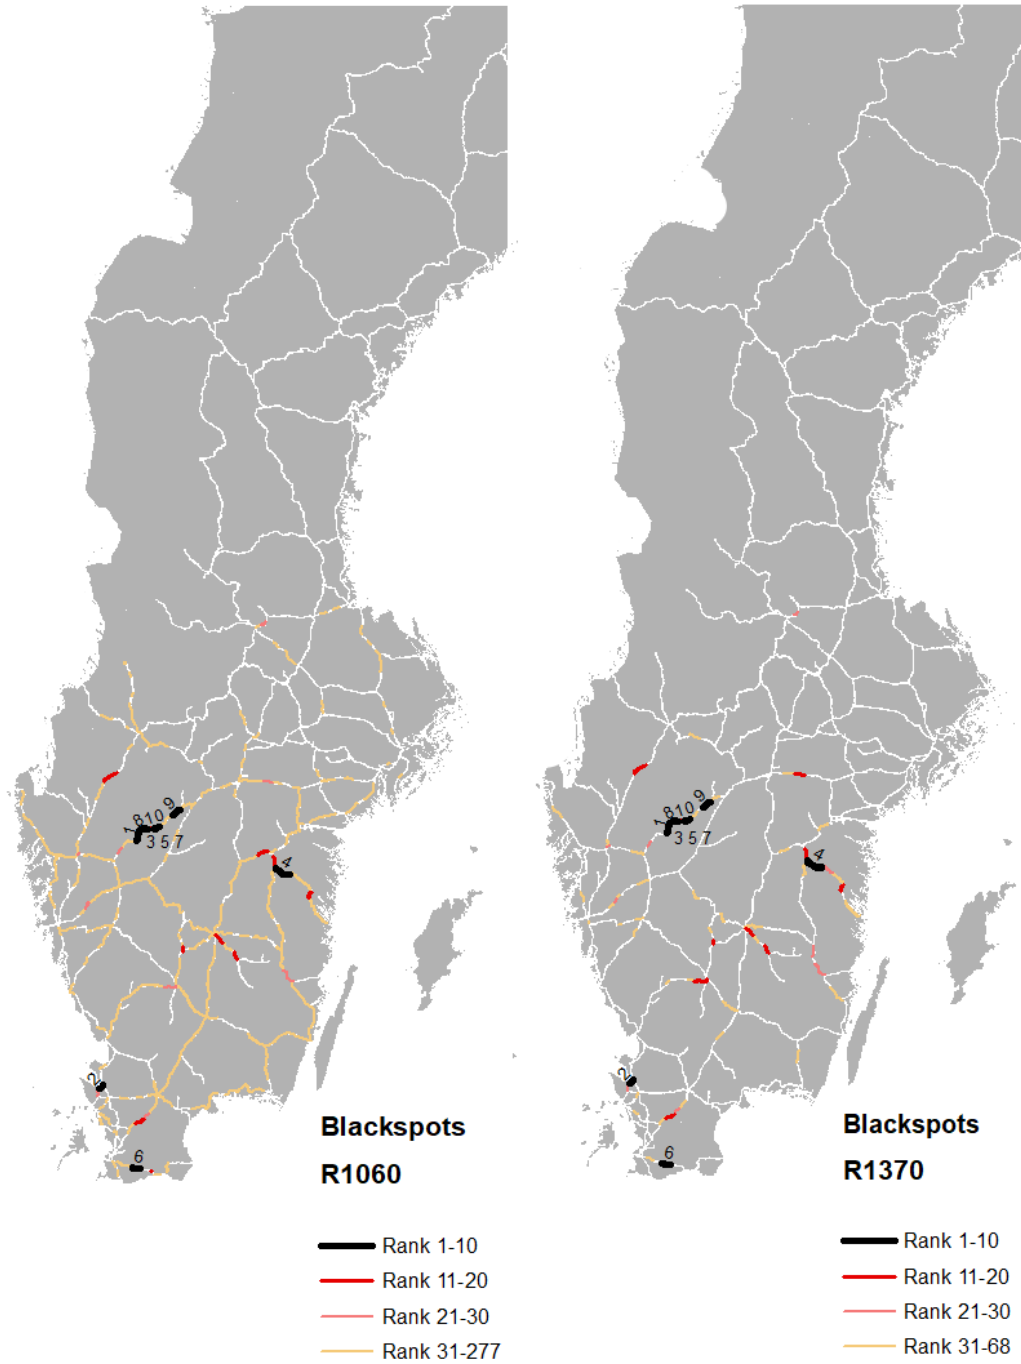 9
1 8 10
3 5 7
4
2
6
Blackspots
R1060
Rank 1-10
Rank 11-20
Rank 21-30
Rank 31-277
9
1 8 10
3 5 7
4
2
6
Blackspots
R1370
Rank 1-10
Rank 11-20
Rank 21-30
Rank 31-68